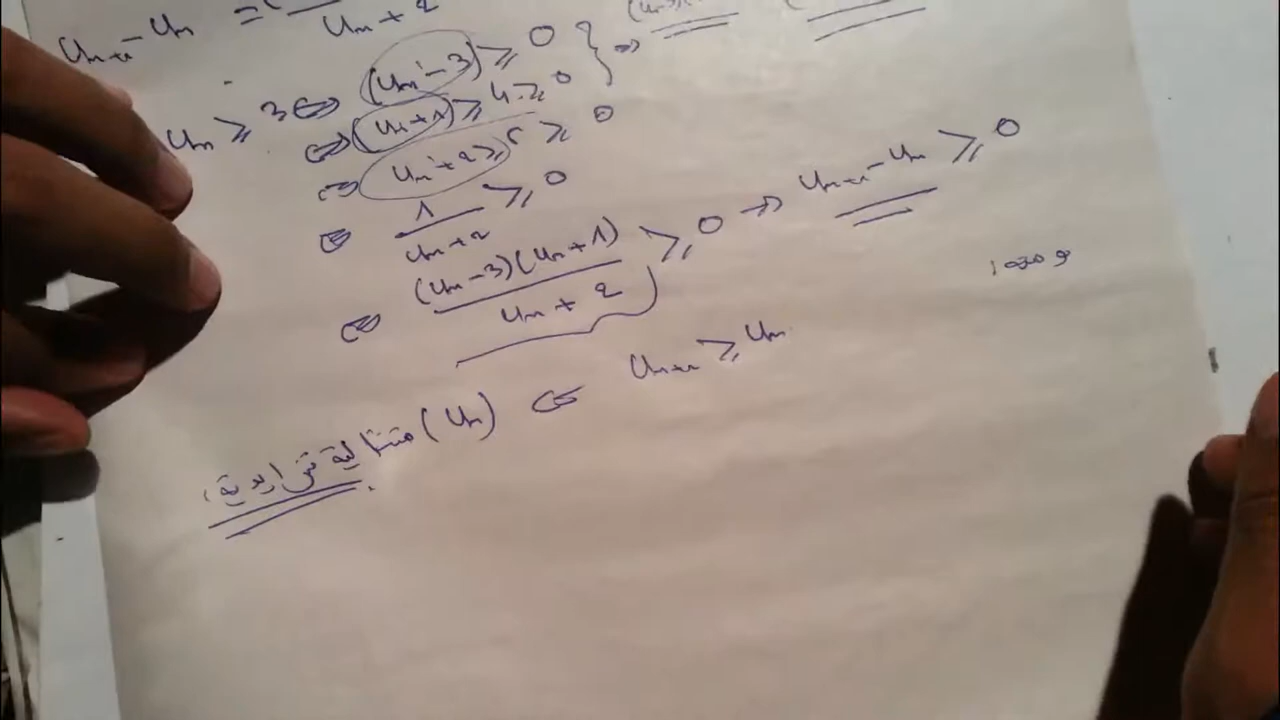 Uₙ₊₁ - Uₙ = Uₙ + 2
Uₙ ≥ 3 ⇔ (Uₙ - 3) ≥ 0 } ⇒
⇔ (Uₙ + 1) ≥ 4 ≥ 0
⇒ Uₙ + 2 ≥ 5 ≥ 0
⇔ 1 / (Uₙ + 2) ≥ 0
⇔ (Uₙ - 3)(Uₙ + 1) / (Uₙ + 2) ≥ 0 → Uₙ₊₁ - Uₙ ≥ 0
ومنه:
Uₙ₊₁ ≥ Uₙ
⇐ (Uₙ) متتالية تزايدية.